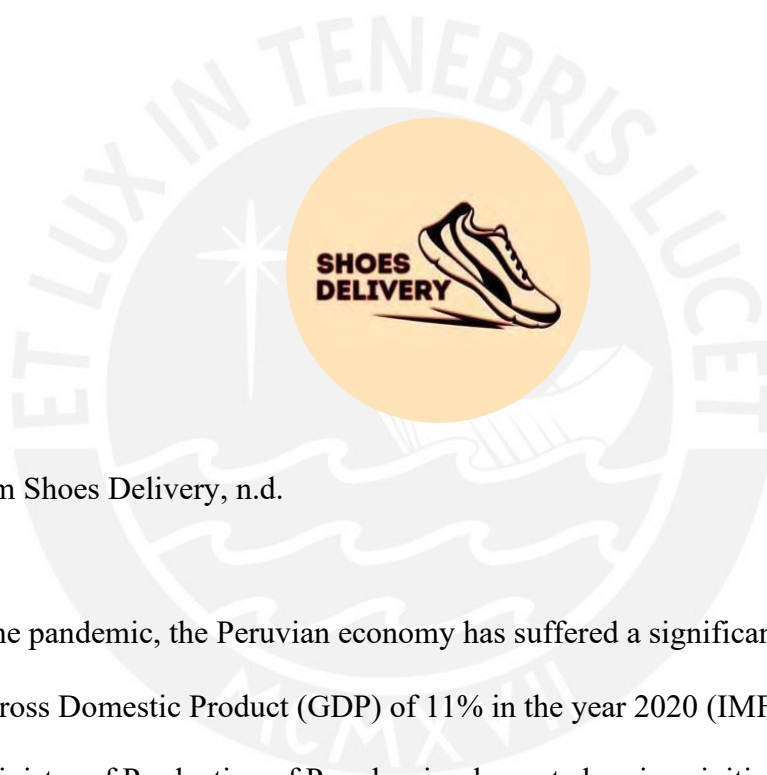 ET LUX IN TENEBRIS LUCET
SHOES
DELIVERY
m Shoes Delivery, n.d.
he pandemic, the Peruvian economy has suffered a significan
ross Domestic Product (GDP) of 11% in the year 2020 (IMF
MCMXVII